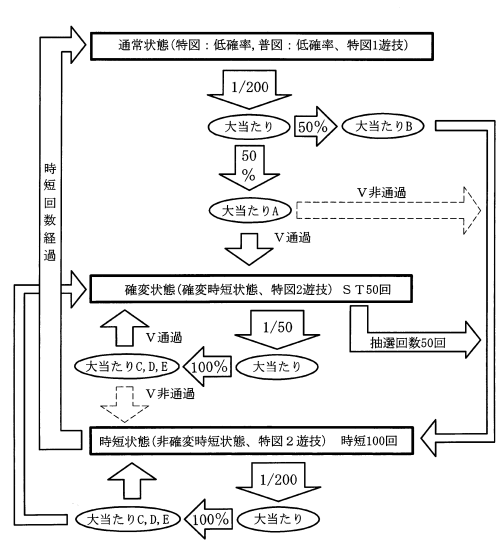 通常状態(特図：低確率,普図：低確率、特図1遊技)
1/200
大当たり
50%
大当たりB
50
%
時短回数経過
V非通過
大当たりA
V通過
確変状態(確変時短状態、特図2遊技) ST50回
1/50
V通過
抽選回数50回
大当たりC,D,E
100%
大当たり
V非通過
時短状態(非確変時短状態、特図２遊技) 時短100回
1/200
大当たりC,D,E
100%
大当たり